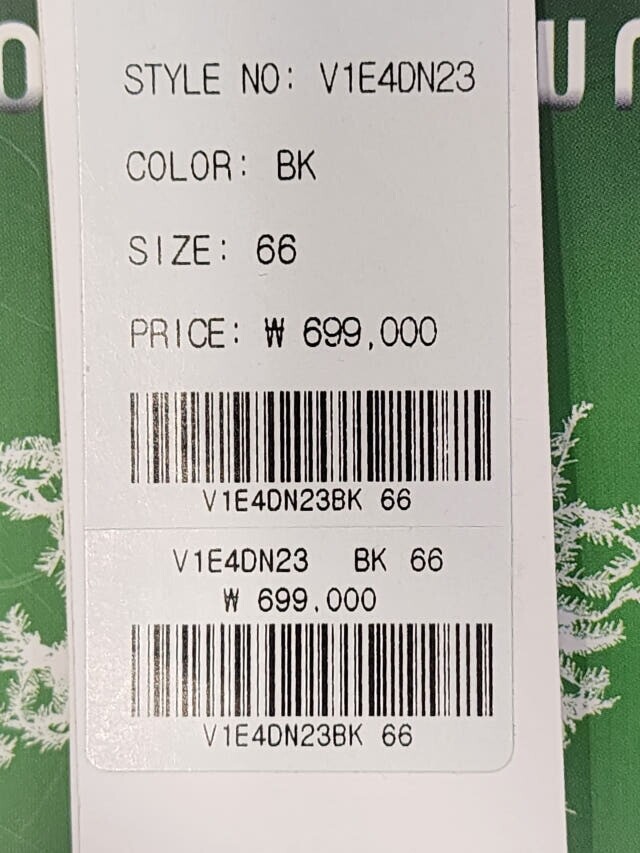 STYLE NO: V1E4DN23
COLOR: BK
SIZE: 66
PRICE: ₩ 699,000
V1E4DN23BK 66
V1E4DN23 BK 66
₩ 699,000
V1E4DN23BK 66